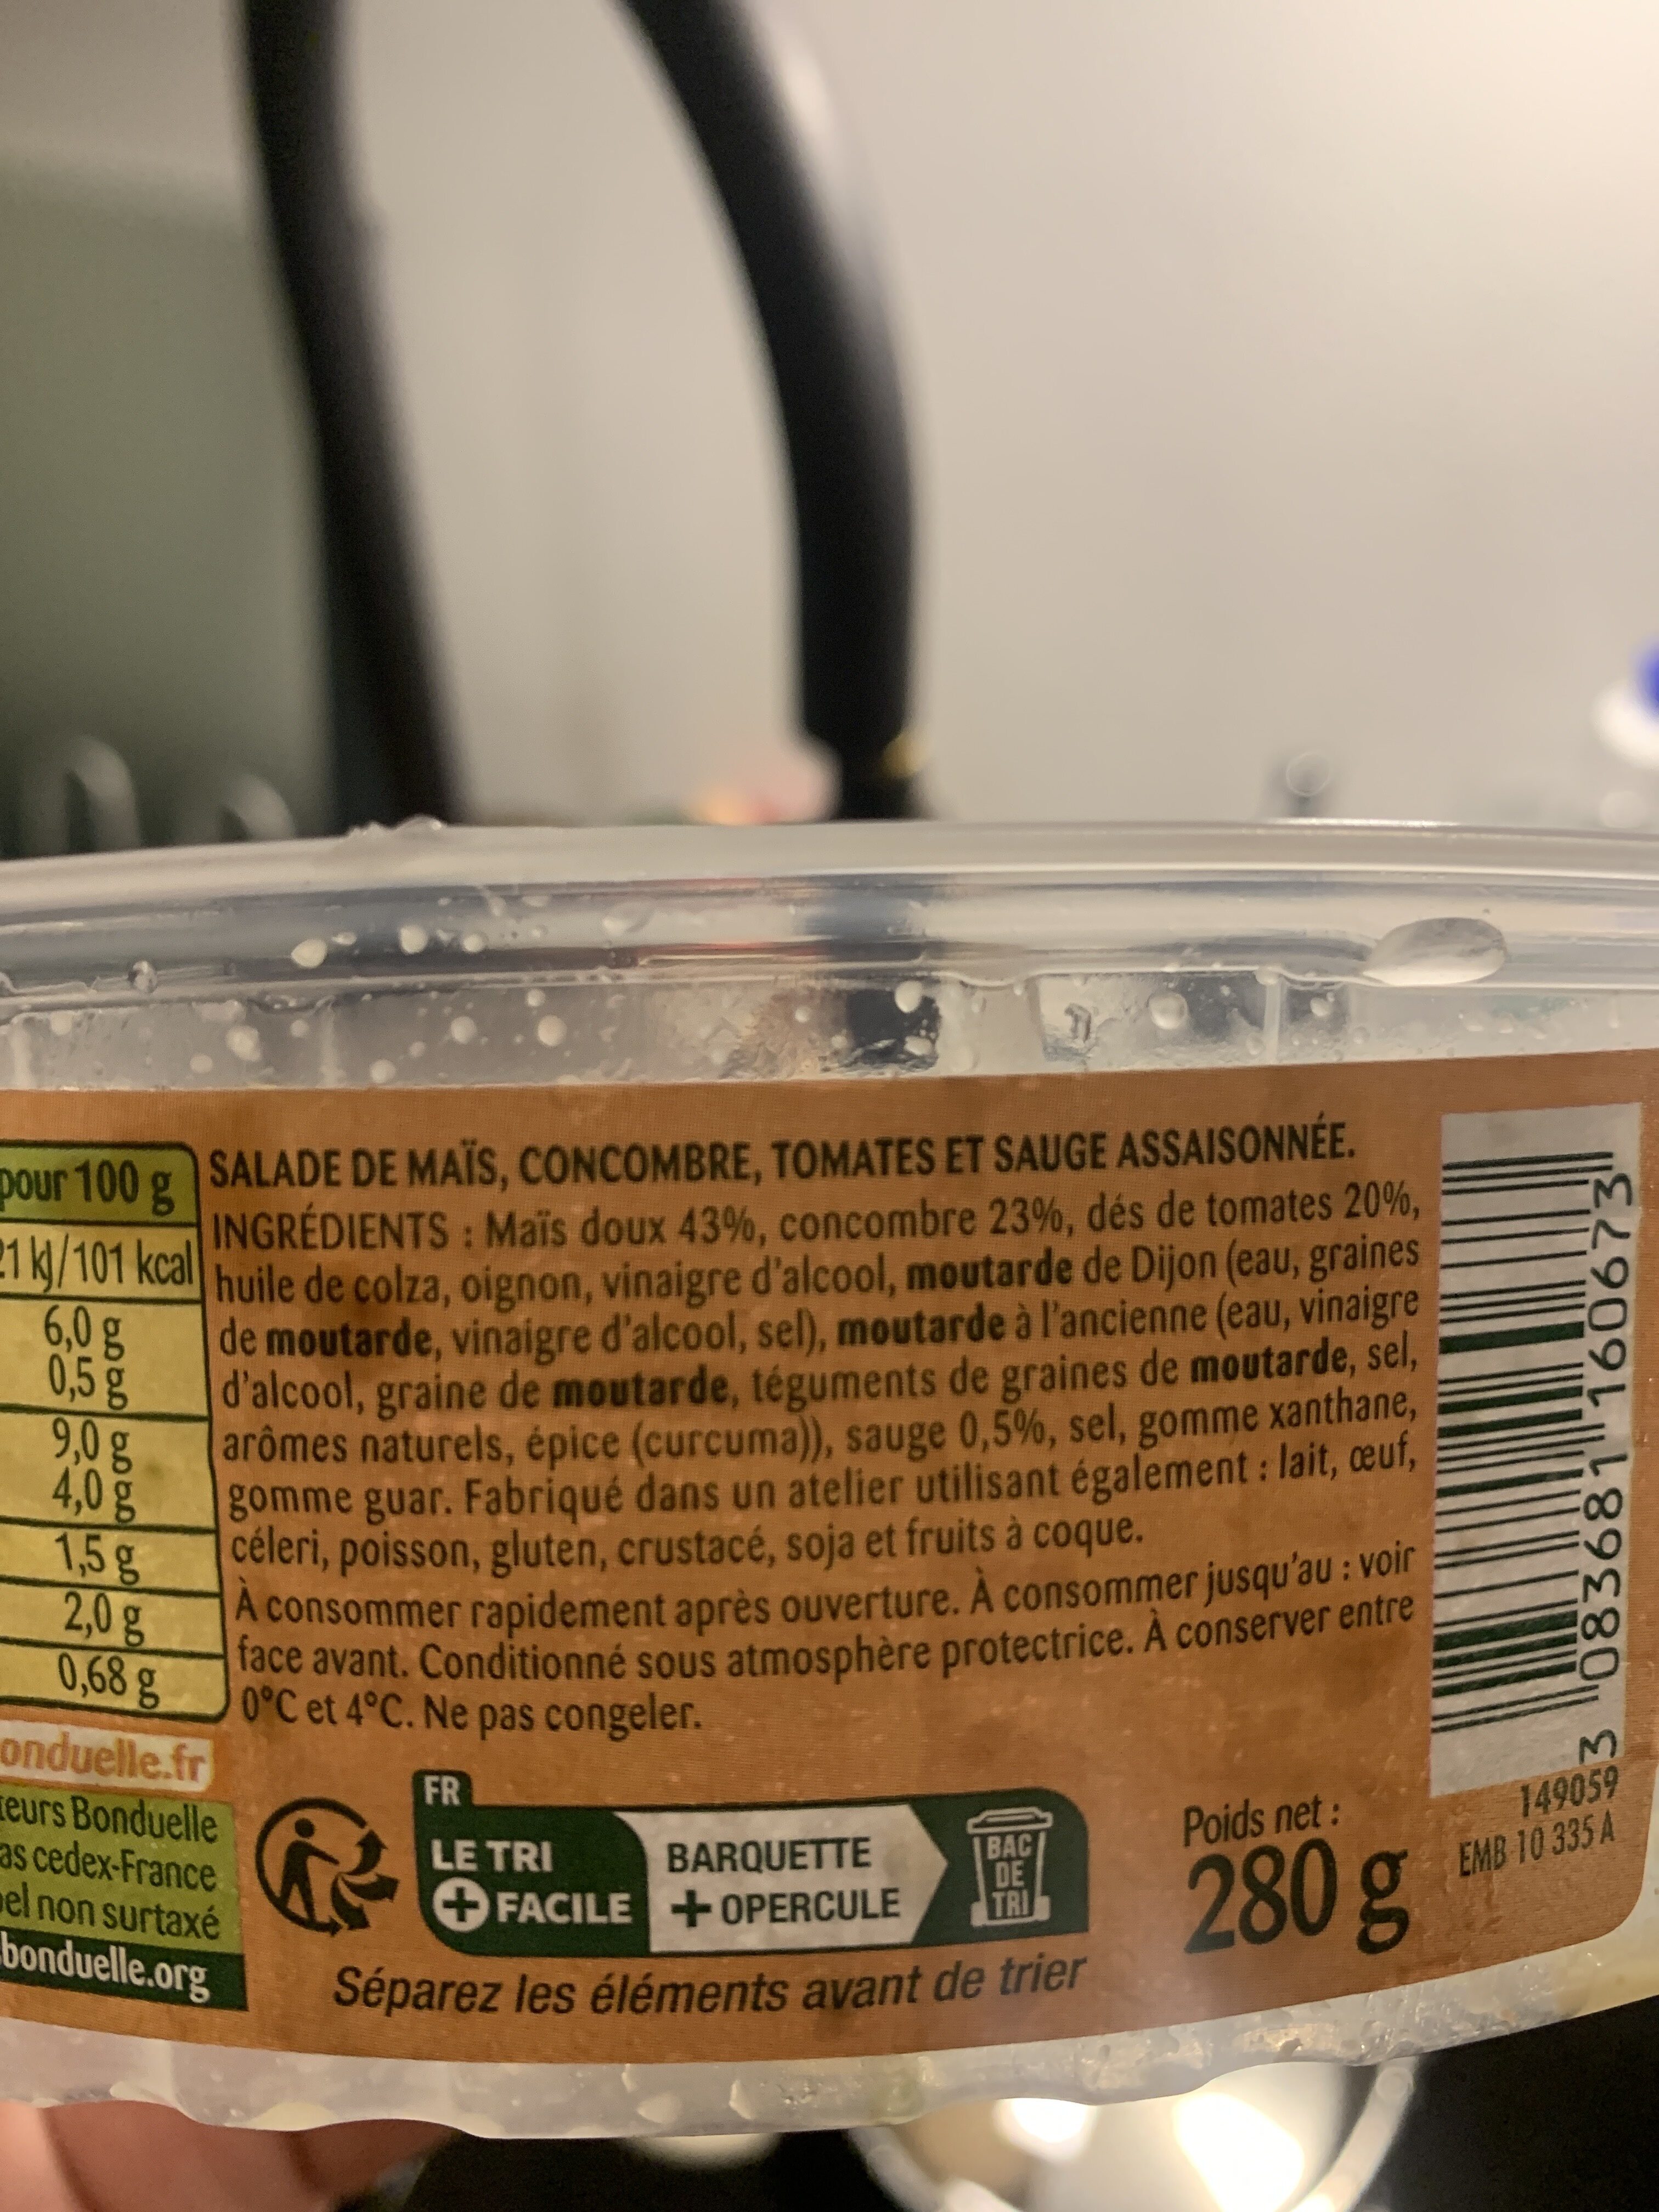 pour 100 g
1 kJ/101 kcal
6,0 g
0,5 g
9,0 g
4,0 g
1,5 g
2,0 g
0,68 g
onduelle.fr
teurs Bonduelle
as cedex-France
el non surtaxé
bonduelle.org
SALADE DE MAÏS, CONCOMBRE, TOMATES ET SAUGE ASSAISONNÉE.
INGRÉDIENTS : Maïs doux 43%, concombre 23%, dés de tomates 20%,
huile de colza, oignon, vinaigre d'alcool, moutarde de Dijon (eau, graines
de moutarde, vinaigre d'alcool, sel), moutarde à l'ancienne (eau, vinaigre
d'alcool, graine de moutarde, téguments de graines de moutarde, sel,
arômes naturels, épice (curcuma)), sauge 0,5%, sel, gomme xanthane,
gomme guar. Fabriqué dans un atelier utilisant également : lait, œuf,
céleri, poisson, gluten, crustacé, soja et fruits à coque.
À consommer rapidement après ouverture. À consommer jusqu'au : voir
face avant. Conditionné sous atmosphère protectrice. À conserver entre
0°C et 4°C. Ne pas congeler.
FR
LE TRI
+ FACILE
BARQUETTE
+ OPERCULE
BAC
DE
TRI
Séparez les éléments avant de trier
Poids net :
280 g
3 083681 160673
149059
EMB 10 335 A